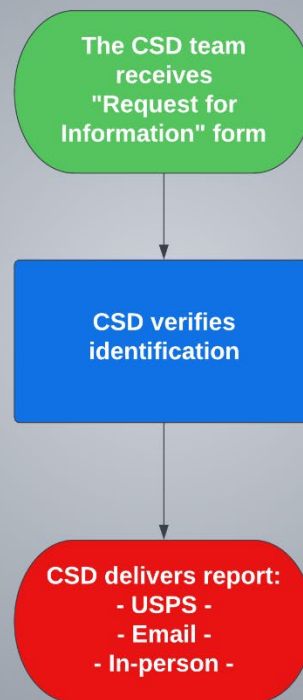 The CSD team
receives
"Request for
Information" form
CSD verifies
identification
CSD delivers report:
- USPS -
- Email -
- In-person -